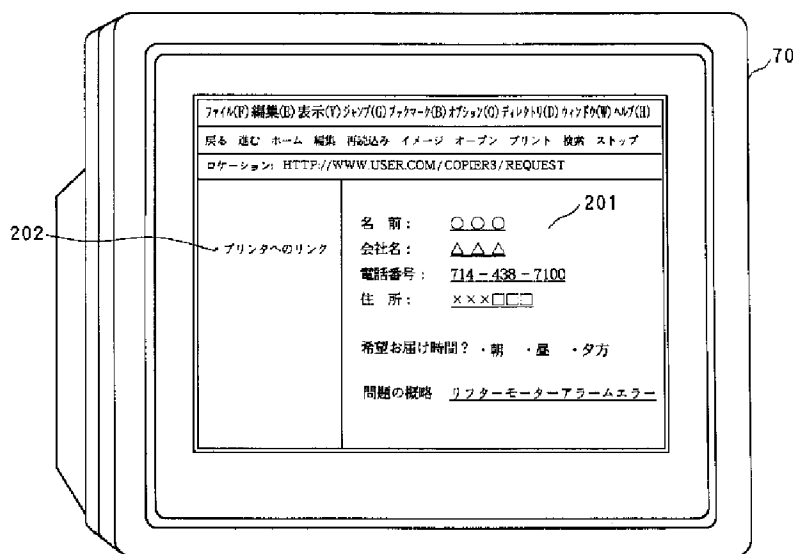 70
ファイル(F) 編集(E) 表示(V) ジャンプ(G) ブックマーク(B) オプション(O) ディレクトリ(D) ウィンドウ(W) ヘルプ(H)
戻る 進む ホーム 編集 再読込み イメージ オープン プリント 検索 ストップ
ロケーション: HTTP://WWW.USER.COM/COPIER3/REQUEST
201
202
・プリンタへのリンク
名 前: ○○○
会社名: △△△
電話番号: 714-438-7100
住 所: ×××□□□
希望お届け時間? ・朝 ・昼 ・夕方
問題の概略 リフターモーターアラームエラー